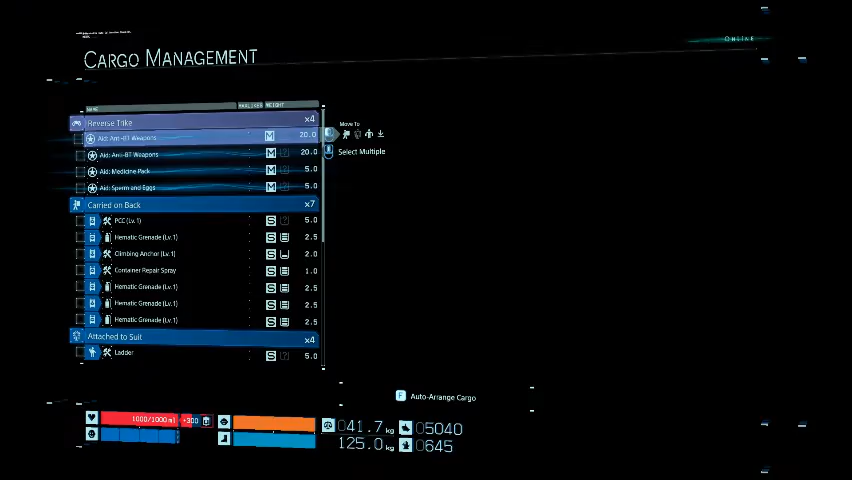 ONLINE
CARGO MANAGEMENT
NAME MAXLIKES WEIGHT
Reverse Trike x4
Aid: Anti-BT Weapons M 20.0
Aid: Anti-BT Weapons M 20.0
Aid: Medicine Pack M 5.0
Aid: Sperm and Eggs M 5.0
Move To
Select Multiple
Carried on Back x7
PCC (Lv.1) S 5.0
Hematic Grenade (Lv.1) S 2.5
Climbing Anchor (Lv.1) S 2.0
Container Repair Spray S 1.0
Hematic Grenade (Lv.1) S 2.5
Hematic Grenade (Lv.1) S 2.5
Hematic Grenade (Lv.1) S 2.5
Attached to Suit x4
Ladder S 5.0
F Auto-Arrange Cargo
1000/1000 ml +300
041.7 kg 05040
125.0 kg 0645